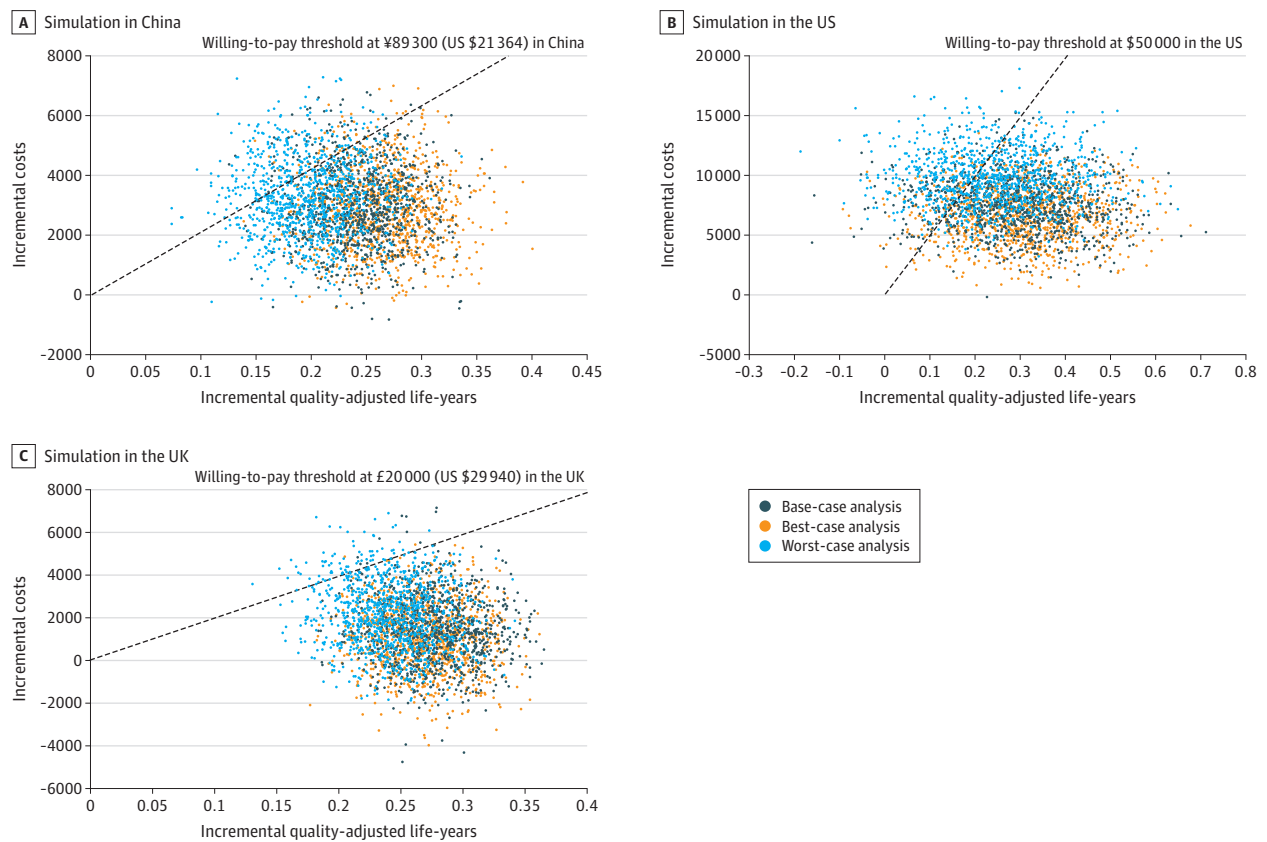 A Simulation in China
Willing-to-pay threshold at ¥89 300 (US $21 364) in China
8000
6000
4000
2000
0
-2000
Incremental costs
0 0.05 0.1 0.15 0.2 0.25 0.3 0.35 0.4 0.45
Incremental quality-adjusted life-years
B Simulation in the US
Willing-to-pay threshold at $50 000 in the US
20 000
15 000
10 000
5000
0
-5000
Incremental costs
-0.3 -0.2 -0.1 0 0.1 0.2 0.3 0.4 0.5 0.6 0.7 0.8
Incremental quality-adjusted life-years
C Simulation in the UK
Willing-to-pay threshold at £20 000 (US $29 940) in the UK
8000
6000
4000
2000
0
-2000
-4000
-6000
Incremental costs
0 0.05 0.1 0.15 0.2 0.25 0.3 0.35 0.4
Incremental quality-adjusted life-years
Base-case analysis
Best-case analysis
Worst-case analysis